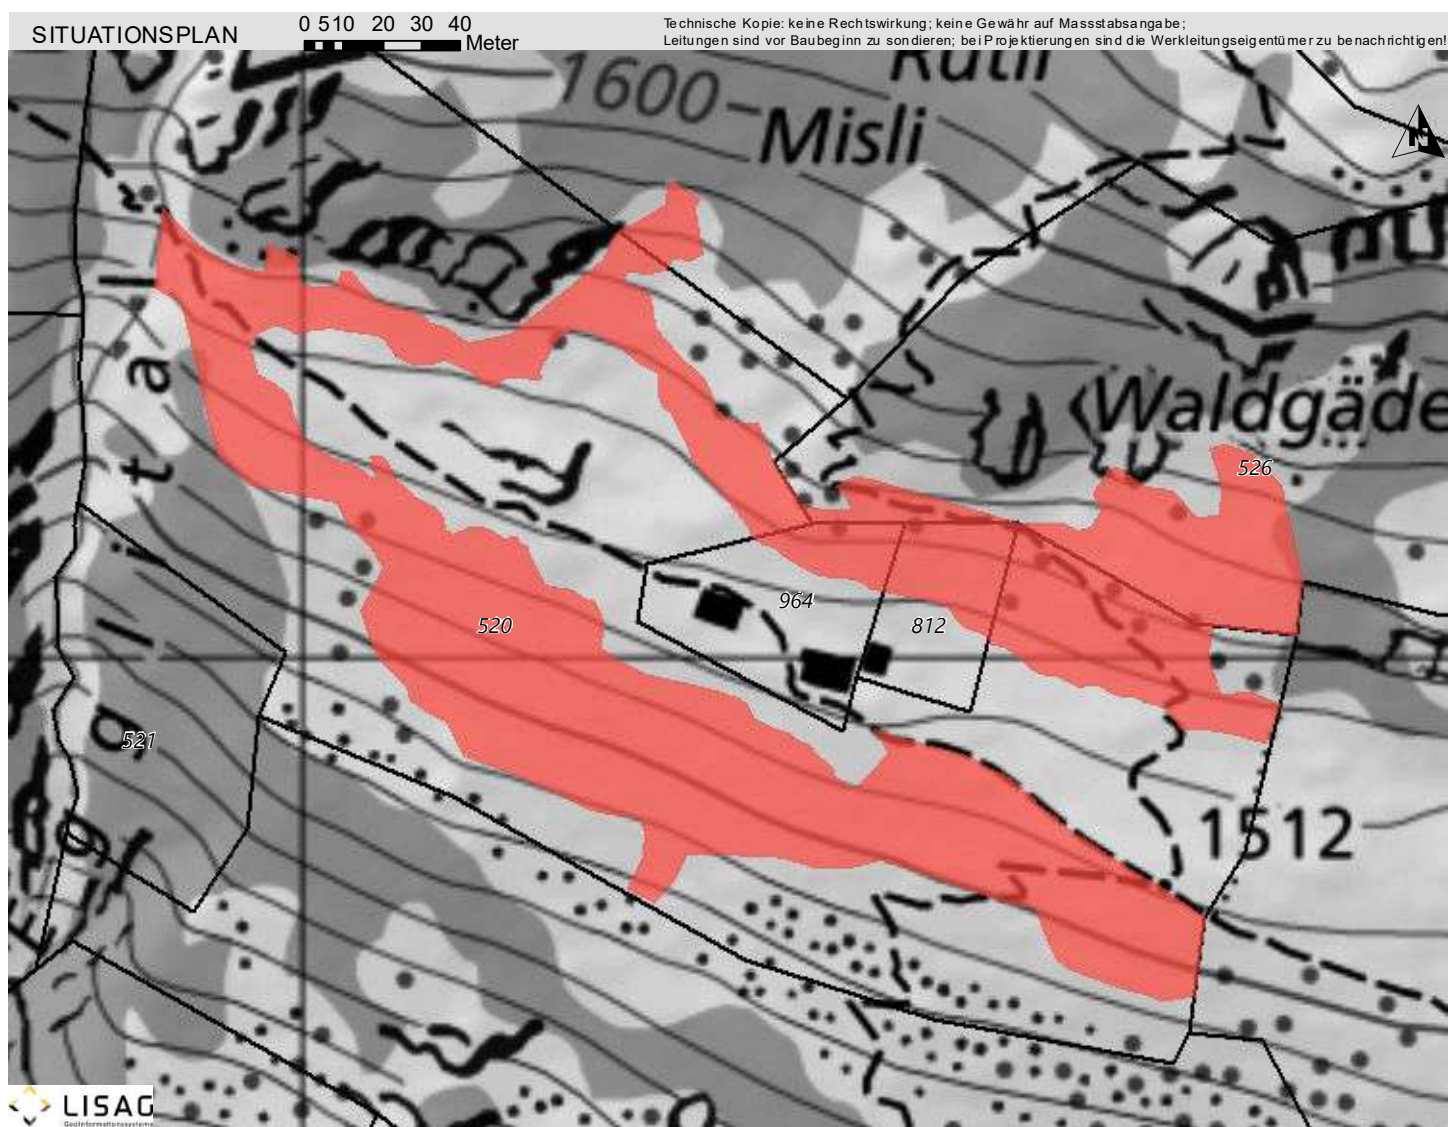 SITUATIONSPLAN
0 5 10 20 30 40
Meter
Technische Kopie: keine Rechtswirkung; keine Gewähr auf Massstabsangabe;
Leitungen sind vor Baubeginn zu sondieren; bei Projektierungen sind die Werkleitungseigentümer zu benachrichtigen!
N
Rütli
1600
Misli
Waldgäde
526
964
520
812
521
1512
LISAG
Geoinformationssysteme